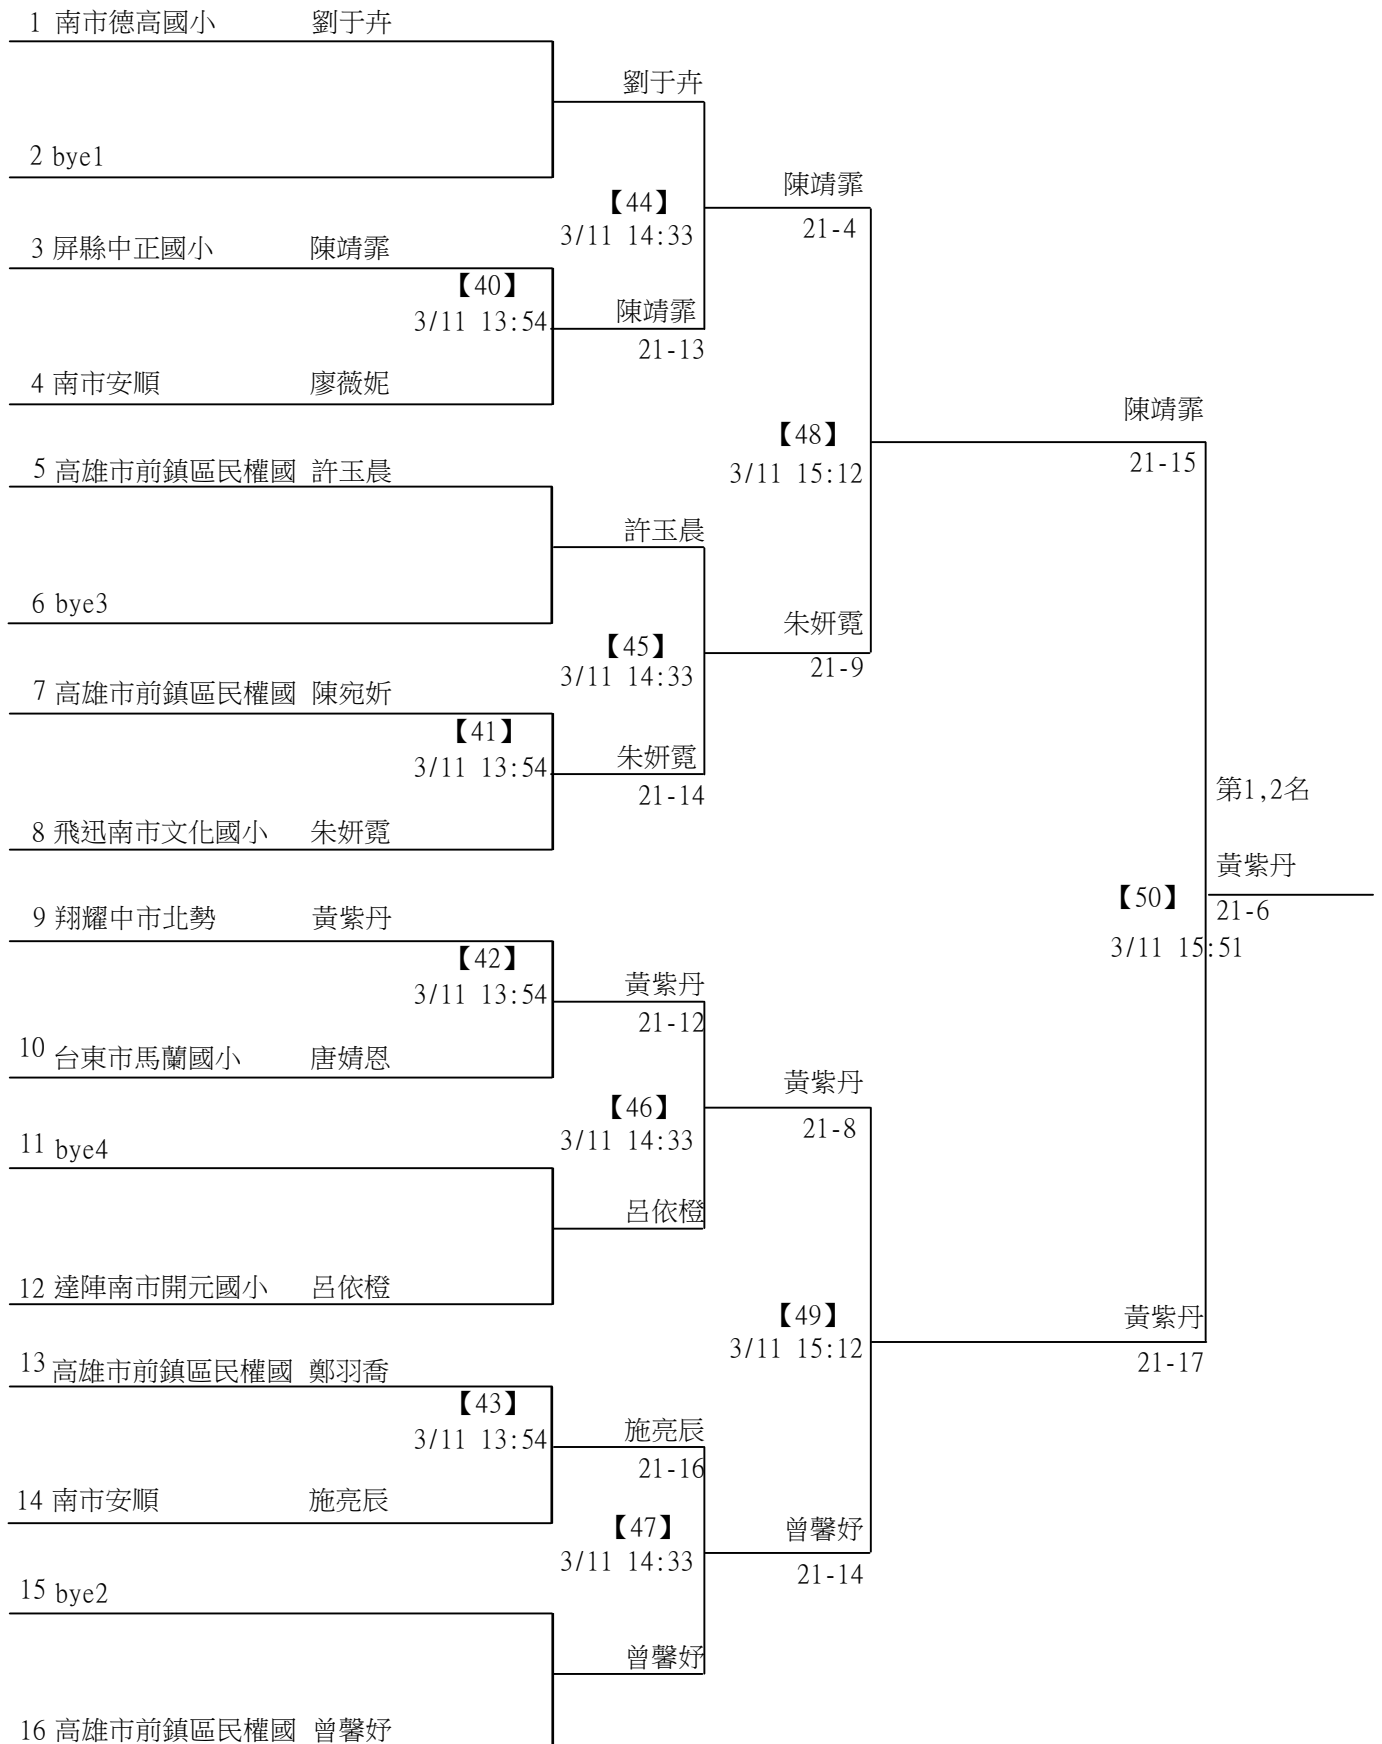 1 南市德高國小 劉于卉
劉于卉
2 bye1
陳靖霏
【44】
21-4
3/11 14:33
3 屏縣中正國小 陳靖霏
【40】
陳靖霏
3/11 13:54
21-13
4 南市安順 廖薇妮
陳靖霏
【48】
21-15
5 高雄市前鎮區民權國 許玉晨
3/11 15:12
許玉晨
6 bye3
朱妍霓
【45】
21-9
3/11 14:33
7 高雄市前鎮區民權國 陳宛妡
【41】
朱妍霓
3/11 13:54
21-14
第1,2名
8 飛迅南市文化國小 朱妍霓
黃紫丹
【50】
21-6
9 翔耀中市北勢 黃紫丹
3/11 15:51
【42】
黃紫丹
3/11 13:54
21-12
10 台東市馬蘭國小 唐婧恩
黃紫丹
【46】
21-8
3/11 14:33
11 bye4
呂依橙
12 達陣南市開元國小 呂依橙
【49】
黃紫丹
3/11 15:12
21-17
13 高雄市前鎮區民權國 鄭羽喬
【43】
施亮辰
3/11 13:54
21-16
14 南市安順 施亮辰
【47】
曾馨妤
3/11 14:33
21-14
15 bye2
曾馨妤
16 高雄市前鎮區民權國 曾馨妤